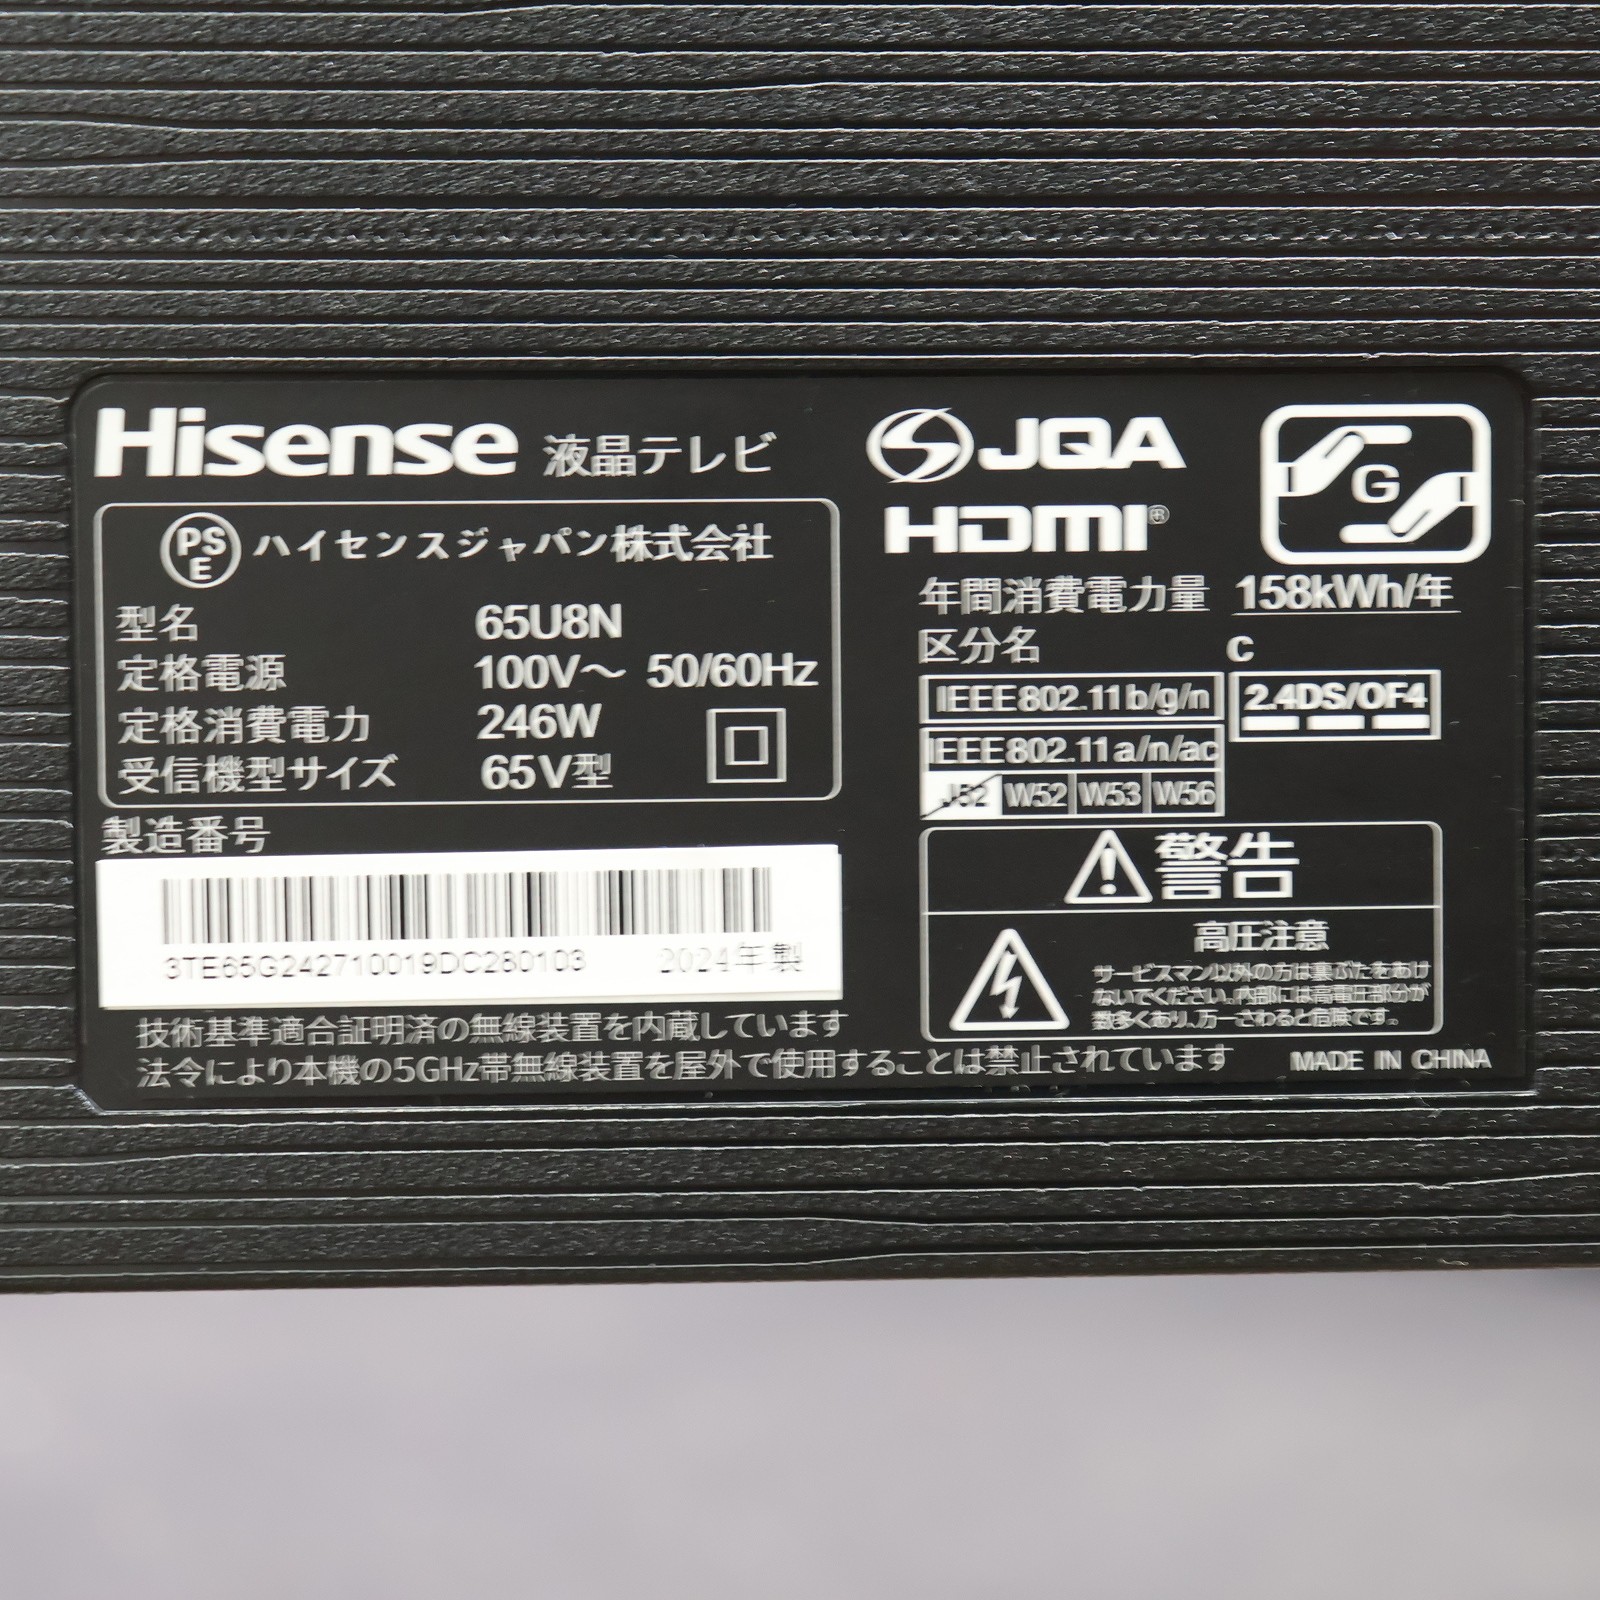 Hisense 液晶テレビ
PS
E
ハイセンスジャパン株式会社
型名 65U8N
定格電源 100V～ 50/60Hz
定格消費電力 246W
受信機型サイズ 65V型
製造番号
3TE65G242710019DC280103 2024年製
技術基準適合証明済の無線装置を内蔵しています
法令により本機の5GHz帯無線装置を屋外で使用することは禁止されています
JQA
HDMI®
G
年間消費電力量 158kWh/年
区分名 C
IEEE802.11b/g/n
2.4DS/OF4
IEEE802.11a/n/ac
J52 W52 W53 W56
警告
高圧注意
サービスマン以外の方は裏ぶたをあけ
ないでください。内部には高電圧部分が
数多くあり、万一さわると危険です。
MADE IN CHINA